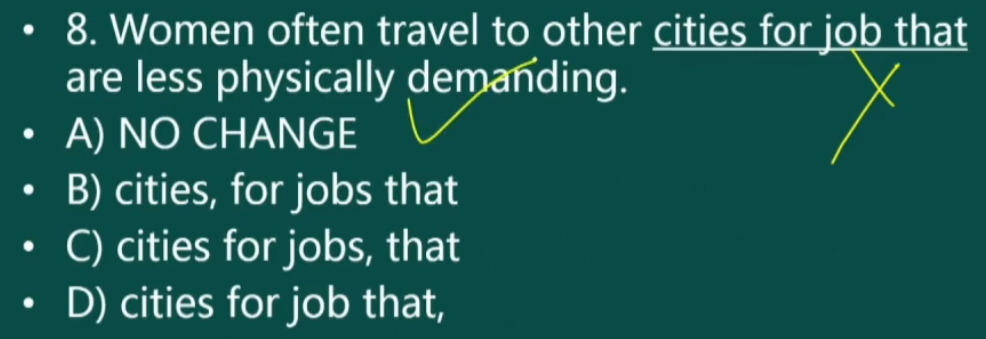 • 8. Women often travel to other cities for job that
are less physically demanding.
• A) NO CHANGE
• B) cities, for jobs that
• C) cities for jobs, that
• D) cities for job that,